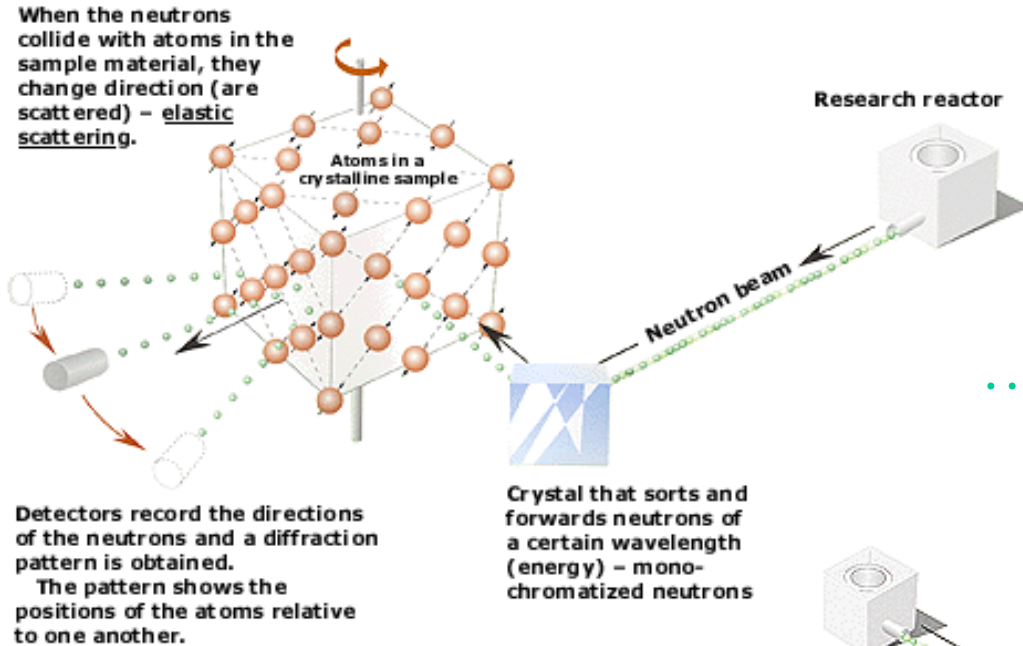 When the neutrons
collide with atoms in the
sample material, they
change direction (are
scattered) – elastic
scattering.
Atoms in a
crystalline sample
Research reactor
Neutron beam
Detectors record the directions
of the neutrons and a diffraction
pattern is obtained.
The pattern shows the
positions of the atoms relative
to one another.
Crystal that sorts and
forwards neutrons of
a certain wavelength
(energy) – mono-
chromatized neutrons